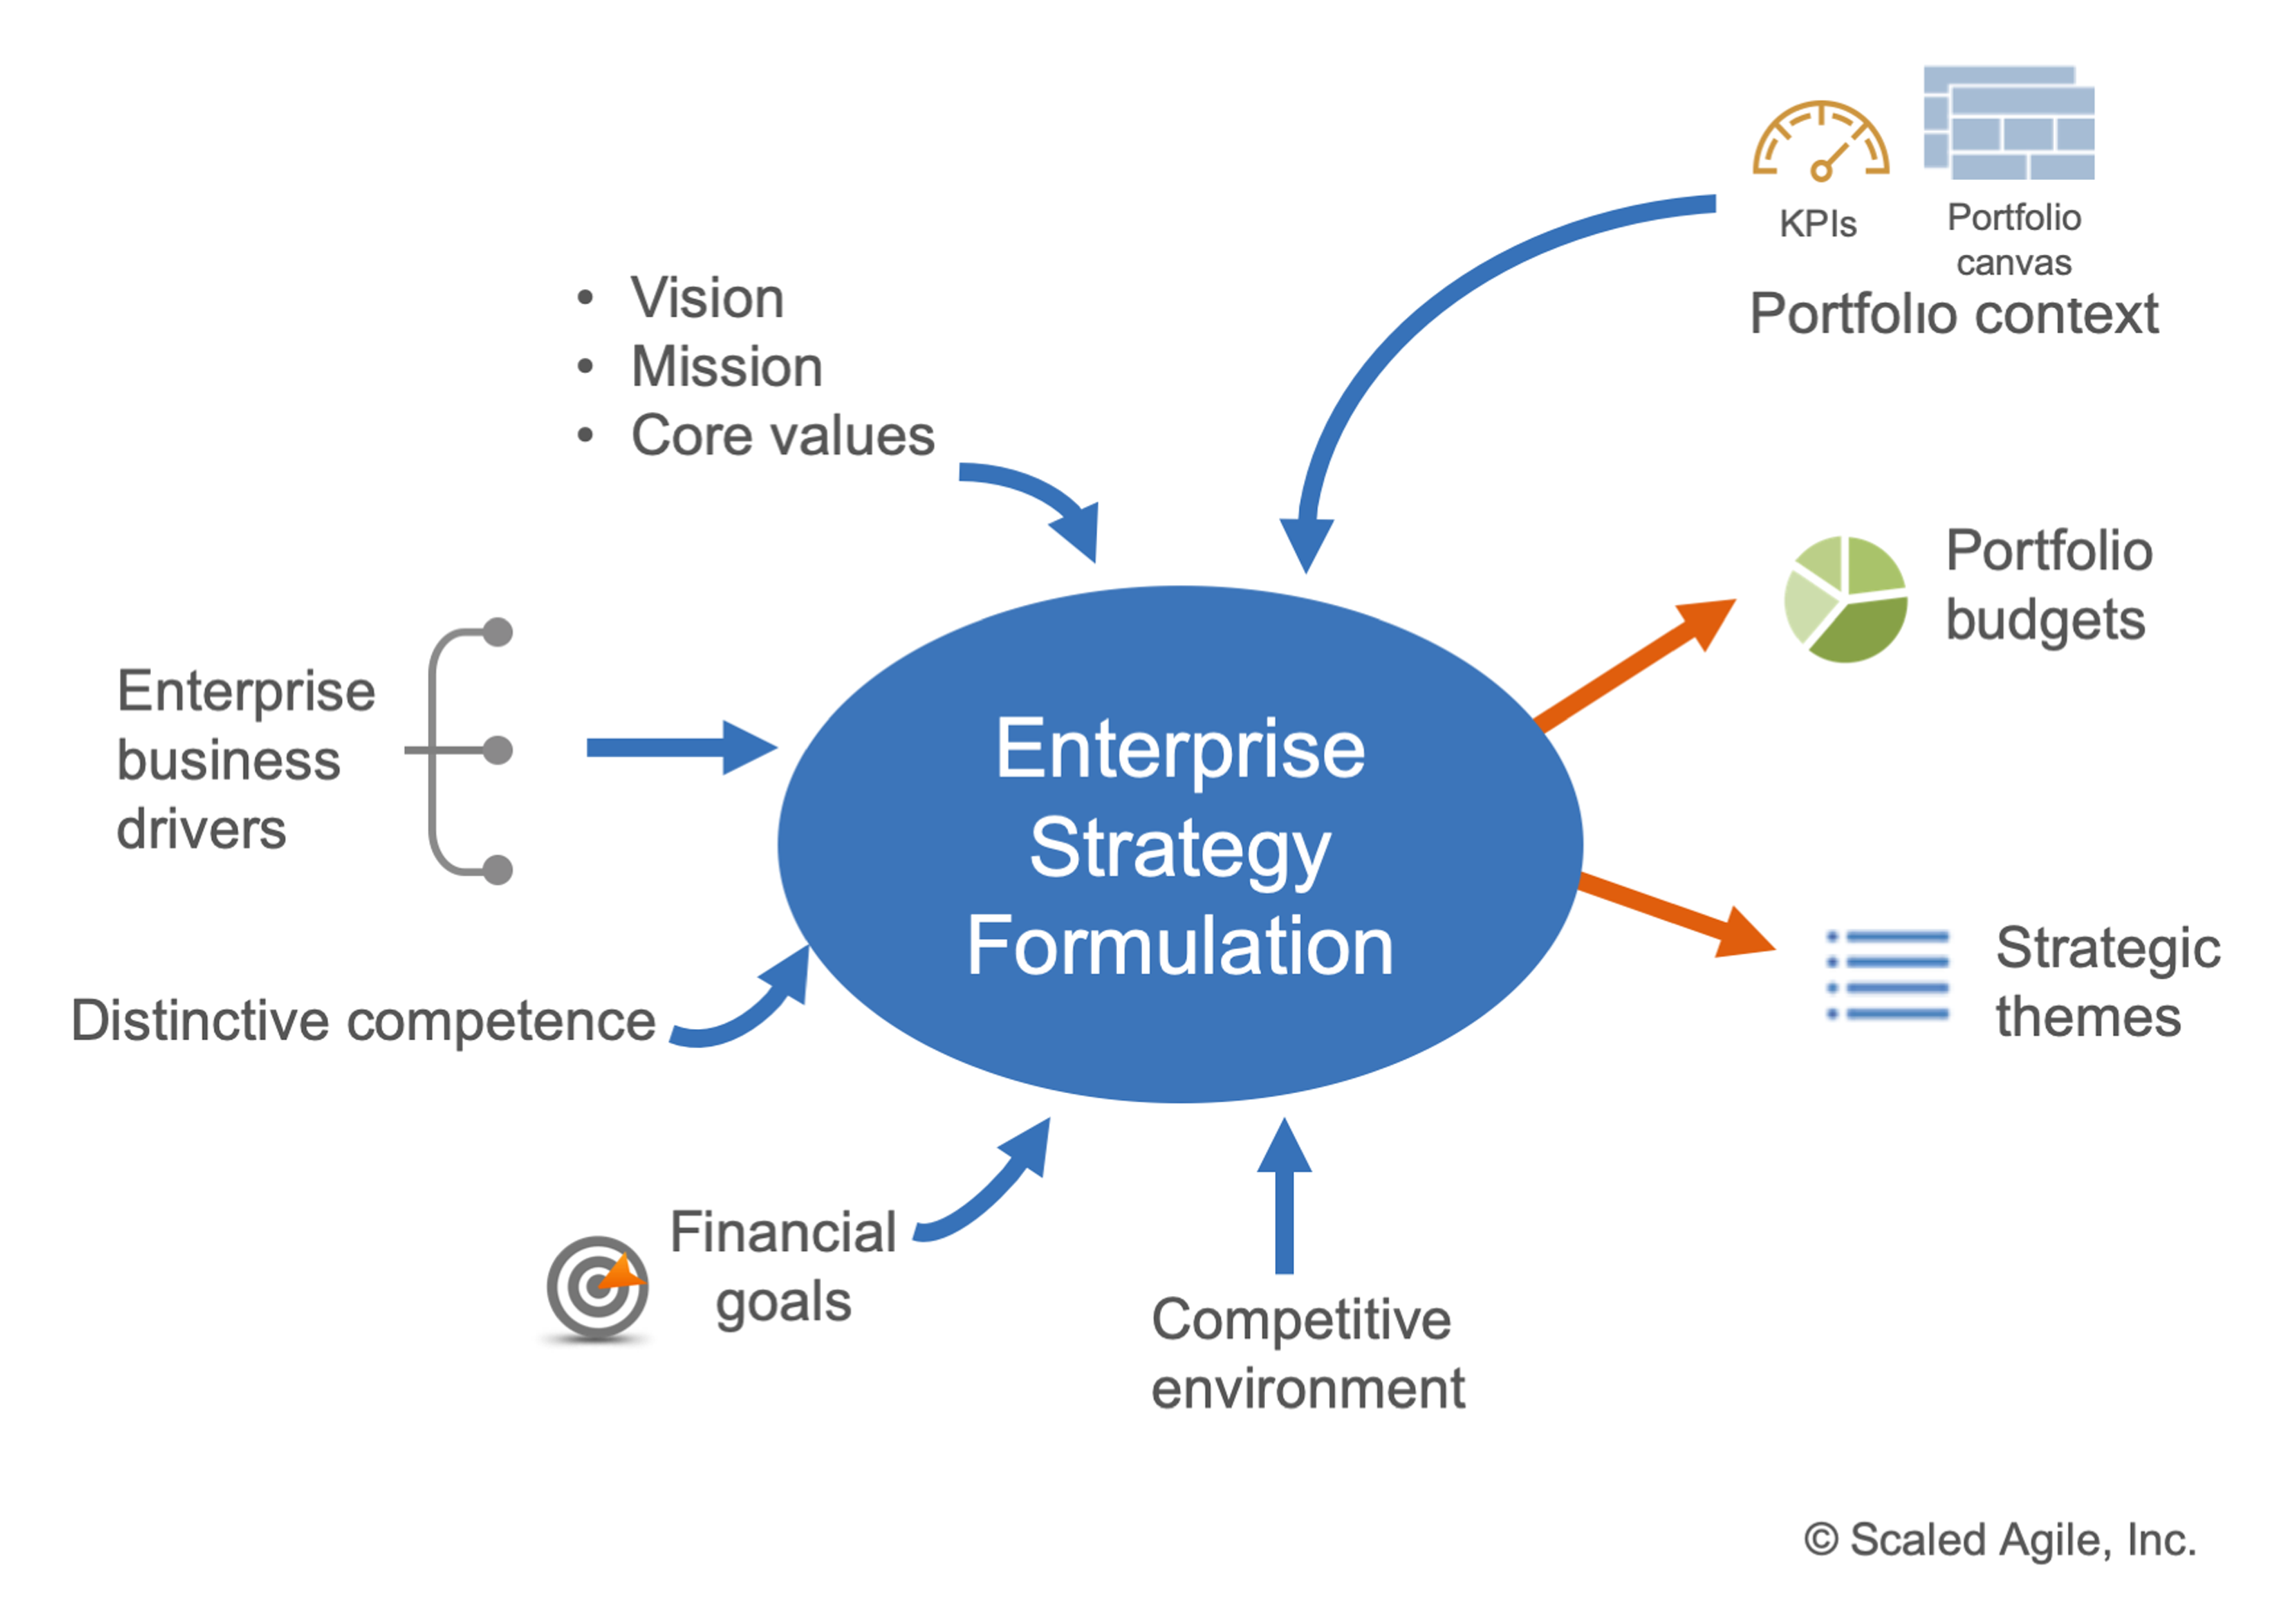 KPIs
Portfolio
canvas
Portfolio context
• Vision
• Mission
• Core values
Portfolio
budgets
Enterprise
business
drivers
Enterprise
Strategy
Formulation
Strategic
themes
Distinctive competence
Financial
goals
Competitive
environment
© Scaled Agile, Inc.